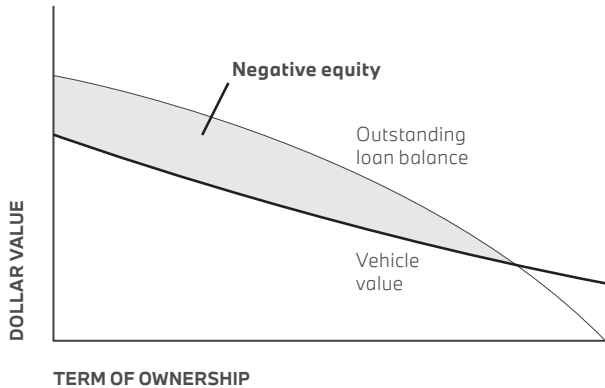 Negative equity
Outstanding
loan balance
Vehicle
value
DOLLAR VALUE
TERM OF OWNERSHIP